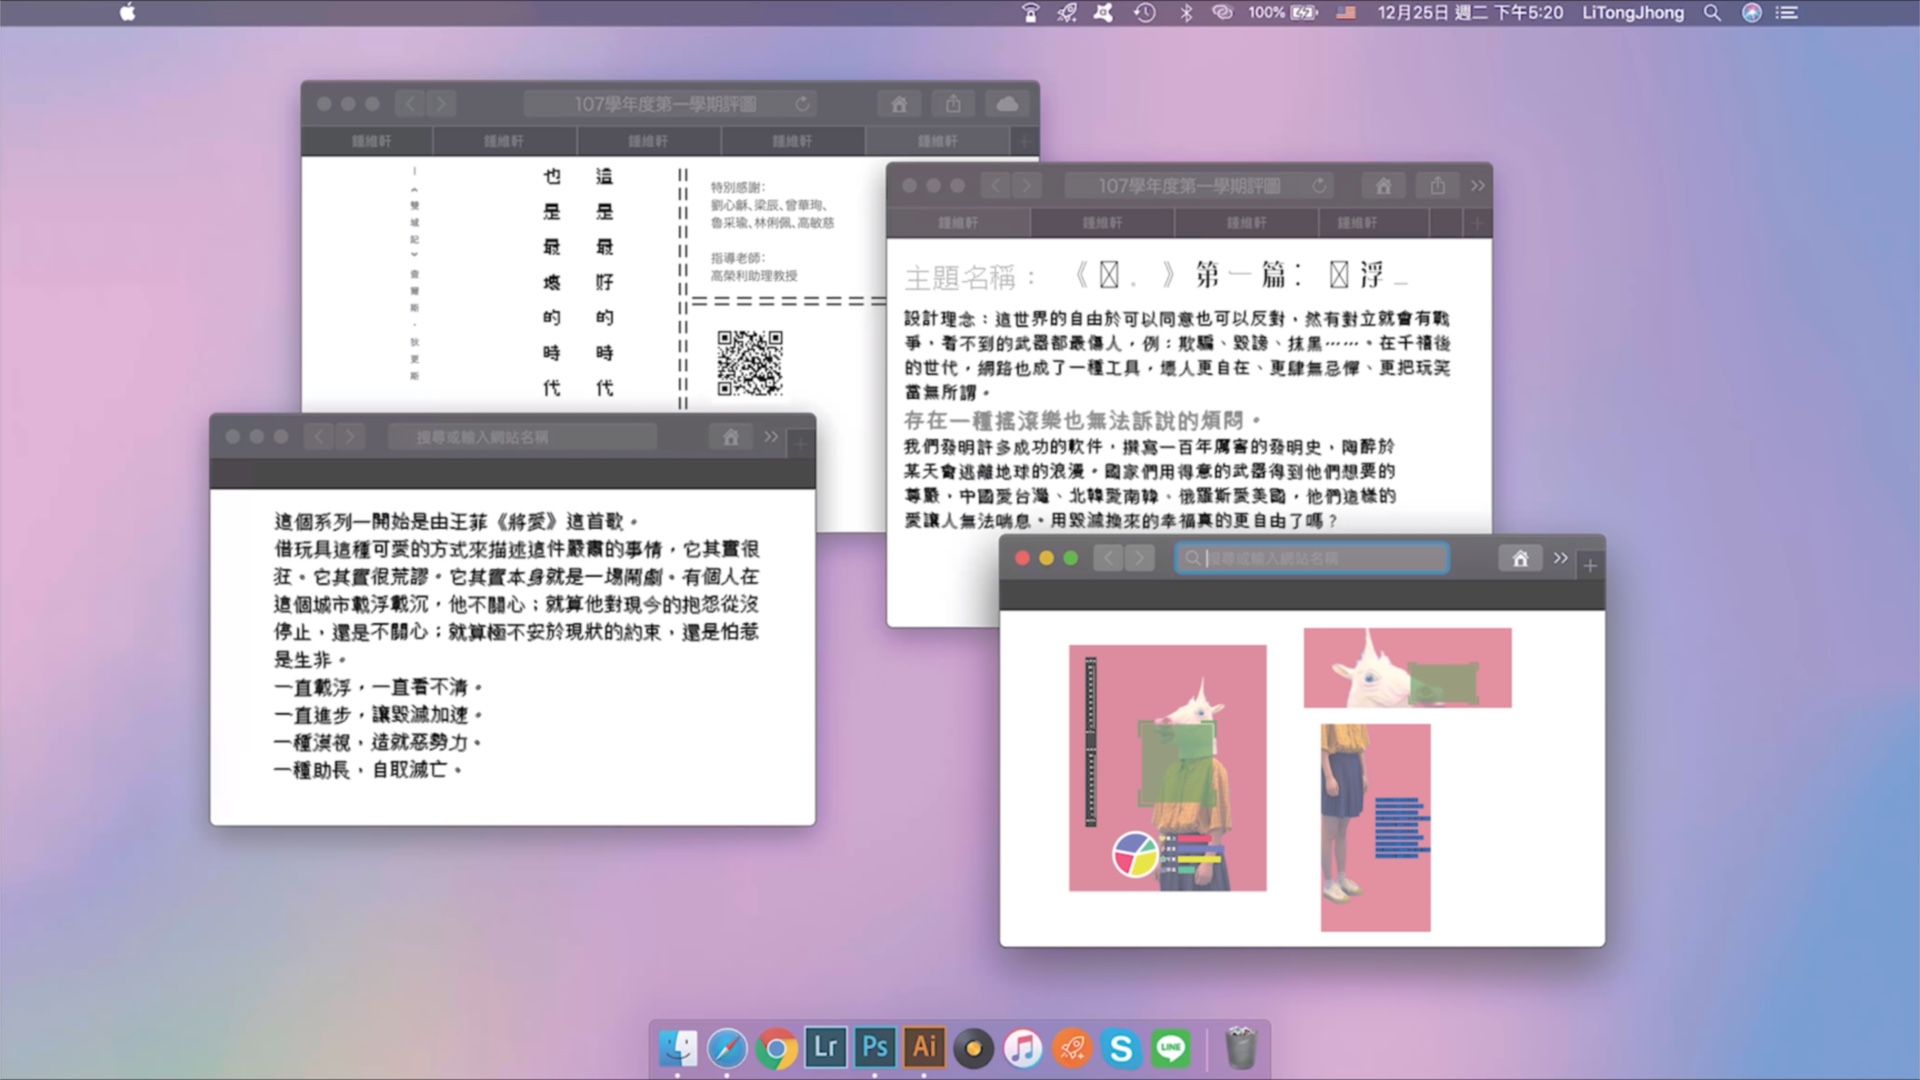 100%
12月25日 週二 下午5:20
LiTongJhong
107學年度第一學期評圖
鍾維軒
鍾維軒
鍾維軒
鍾維軒
鍾維軒
這是最好的時代
也是最壞的時代
—《雙城記》查爾斯.狄更斯
特別感謝：
劉心龢、梁辰、曾華珣、
魯采瑜、林俐佩、高敏慈
指導老師：
高榮利助理教授
107學年度第一學期評圖
鍾維軒
鍾維軒
鍾維軒
鍾維軒
主題名稱： 《 . 》第一篇： 浮_
設計理念：這世界的自由於可以同意也可以反對，然有對立就會有戰
爭，看不到的武器都最傷人，例：欺騙、毀謗、抹黑……。在千禧後
的世代，網路也成了一種工具，壞人更自在、更肆無忌憚、更把玩笑
當無所謂。
存在一種搖滾樂也無法訴說的煩悶。
我們發明許多成功的軟件，撰寫一百年厲害的發明史，陶醉於
某天會逃離地球的浪漫。國家們用得意的武器得到他們想要的
尊嚴，中國愛台灣、北韓愛南韓、俄羅斯愛美國，他們這樣的
愛讓人無法喘息。用毀滅換來的幸福真的更自由了嗎？
搜尋或輸入網站名稱
這個系列一開始是由王菲《將愛》這首歌。
借玩具這種可愛的方式來描述這件嚴肅的事情，它其實很
狂。它其實很荒謬。它其實本身就是一場鬧劇。有個人在
這個城市載浮載沉，他不關心；就算他對現今的抱怨從沒
停止，還是不關心；就算極不安於現狀的約束，還是怕惹
是生非。
一直載浮，一直看不清。
一直進步，讓毀滅加速。
一種漠視，造就惡勢力。
一種助長，自取滅亡。
搜尋或輸入網站名稱
Lr
Ps
Ai
S
LINE